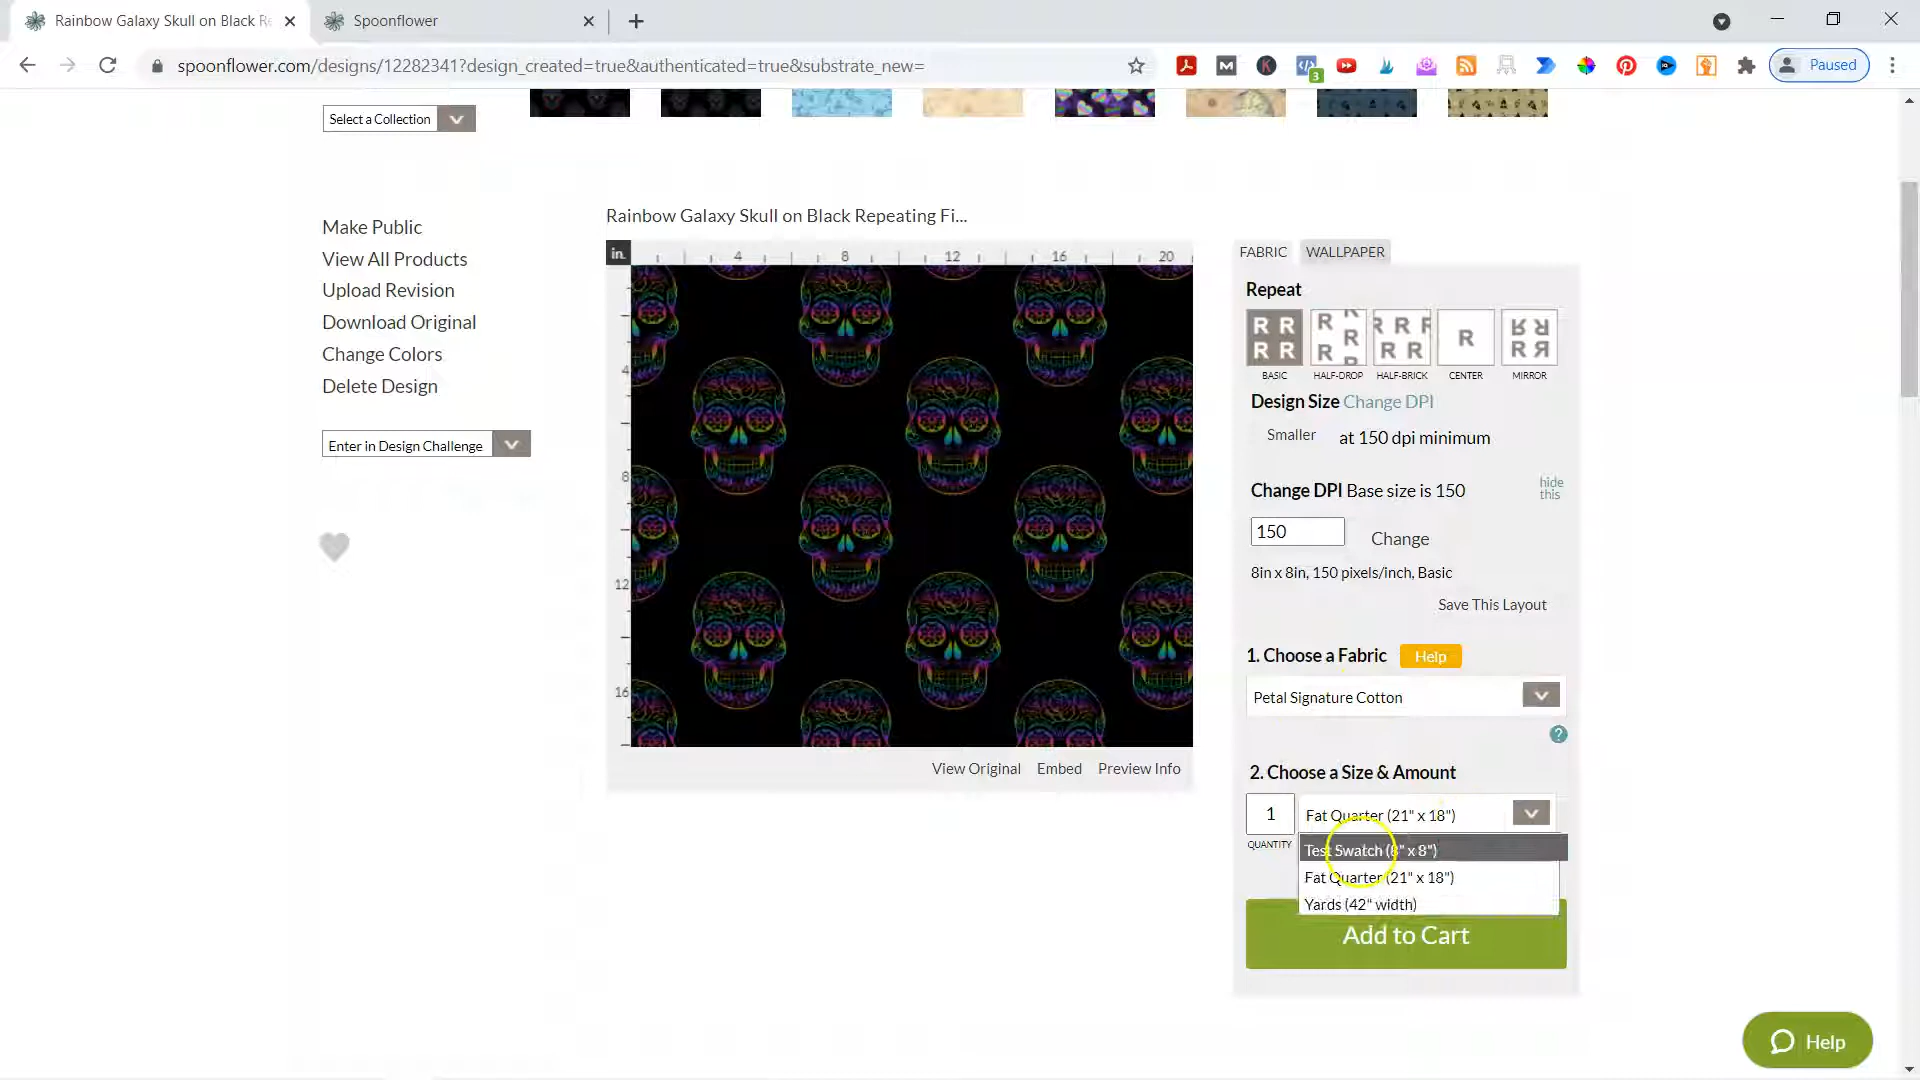 Rainbow Galaxy Skull on Black Re
Spoonflower
spoonflower.com/designs/12282341?design_created=true&authenticated=true&substrate_new=
3
Paused
Select a Collection
Make Public
View All Products
Upload Revision
Download Original
Change Colors
Delete Design
Enter in Design Challenge
Rainbow Galaxy Skull on Black Repeating Fi...
in.
4
8
12
16
20
4
8
12
16
View Original Embed Preview Info
FABRIC WALLPAPER
Repeat
R R R R R R R R R R R R R R
R R R R R R R
BASIC HALF-DROP HALF-BRICK CENTER MIRROR
Design Size Change DPI
Smaller at 150 dpi minimum
Change DPI Base size is 150
hide
this
150 Change
8in x 8in, 150 pixels/inch, Basic
Save This Layout
1. Choose a Fabric Help
Petal Signature Cotton
?
2. Choose a Size & Amount
1 Fat Quarter (21" x 18")
QUANTITY
Test Swatch (8" x 8")
Fat Quarter (21" x 18")
Yards (42" width)
Add to Cart
Help